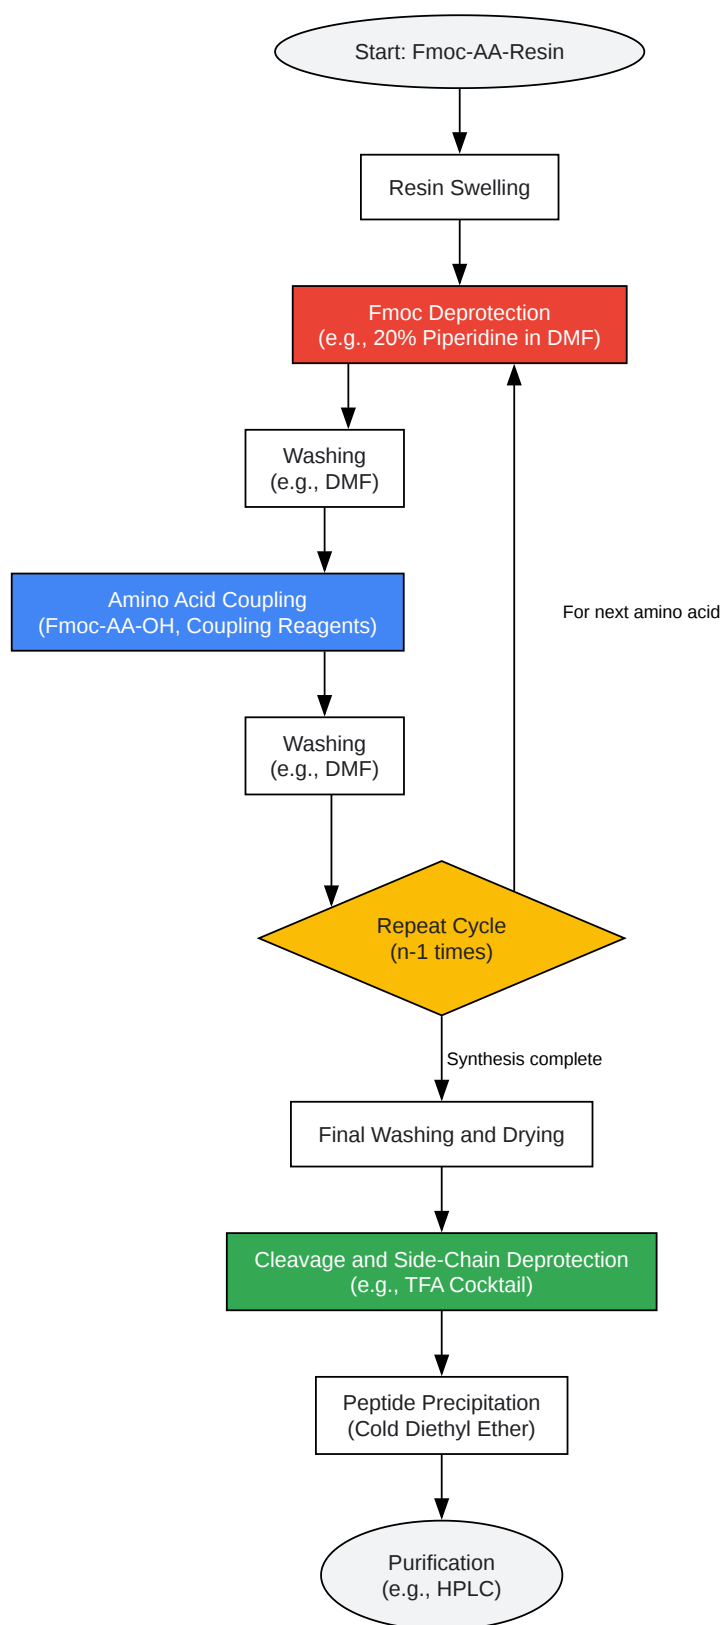 Start: Fmoc-AA-Resin
Resin Swelling
Fmoc Deprotection
(e.g., 20% Piperidine in DMF)
Washing
(e.g., DMF)
Amino Acid Coupling
(Fmoc-AA-OH, Coupling Reagents)
For next amino acid
Washing
(e.g., DMF)
Repeat Cycle
(n-1 times)
Synthesis complete
Final Washing and Drying
Cleavage and Side-Chain Deprotection
(e.g., TFA Cocktail)
Peptide Precipitation
(Cold Diethyl Ether)
Purification
(e.g., HPLC)